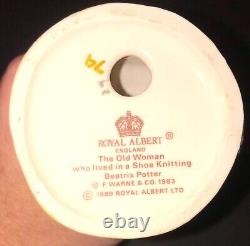 79
ROYAL ALBERT ®
ENGLAND
The Old Woman
who lived in a Shoe Knitting
Beatrix Potter
© F. WARNE & CO. 1983
© 1989 ROYAL ALBERT LTD